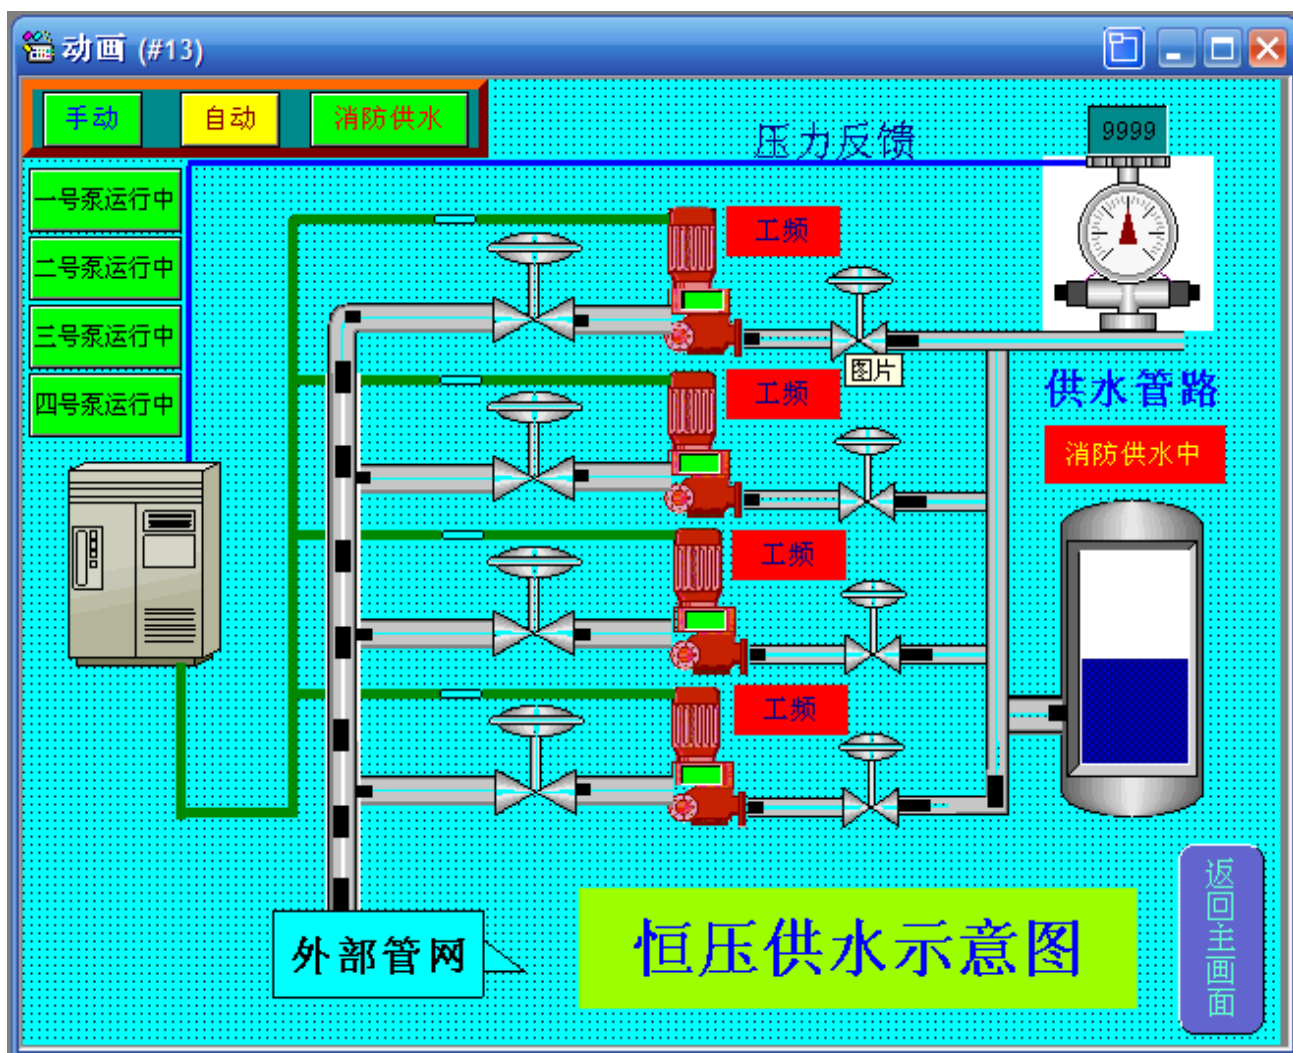 动画 (#13)
手动 自动 消防供水
压力反馈
9999
一号泵运行中
二号泵运行中
三号泵运行中
四号泵运行中
工频
图片
工频
供水管路
消防供水中
工频
工频
返回主画面
外部管网
恒压供水示意图